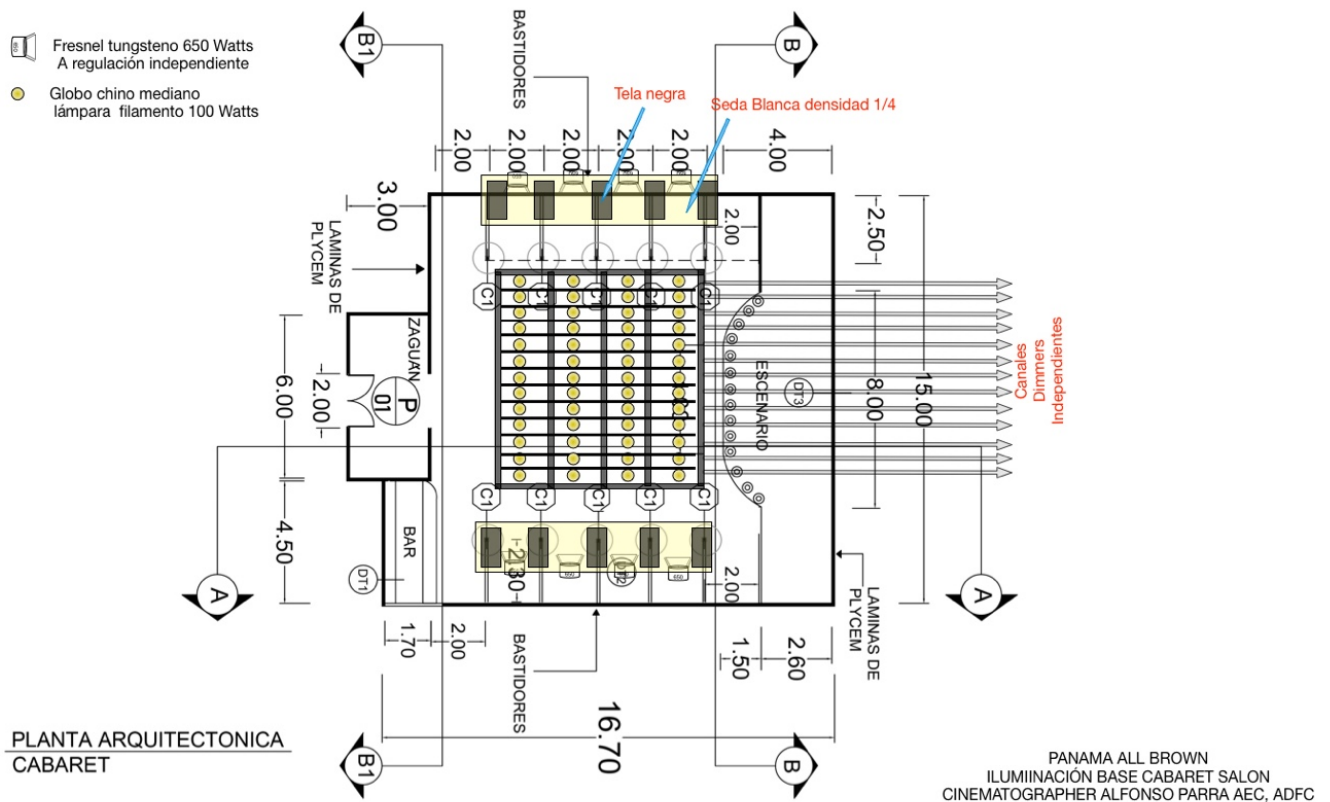 Fresnel tungsteno 650 Watts
A regulación independiente
Globo chino mediano
lámpara filamento 100 Watts
B1
B
BASTIDORES
Tela negra
Seda Blanca densidad 1/4
2.00
2.00
2.00
2.00
2.00
4.00
3.00
LAMINAS DE
PLYCEM
2.00
2.50
C1
C1
C1
C1
C1
ZAGUÁN
P
01
6.00
2.00
ESCENARIO
DT3
8.00
15.00
Canales
Dimmers
Independientes
A
4.50
BAR
DT1
C1
C1
C1
C1
C1
2.30
DT2
650
650
2.00
A
LAMINAS DE
PLYCEM
1.70
2.00
BASTIDORES
1.50
2.60
16.70
B1
B
PLANTA ARQUITECTONICA
CABARET
PANAMA ALL BROWN
ILUMIINACIÓN BASE CABARET SALON
CINEMATOGRAPHER ALFONSO PARRA AEC, ADFC